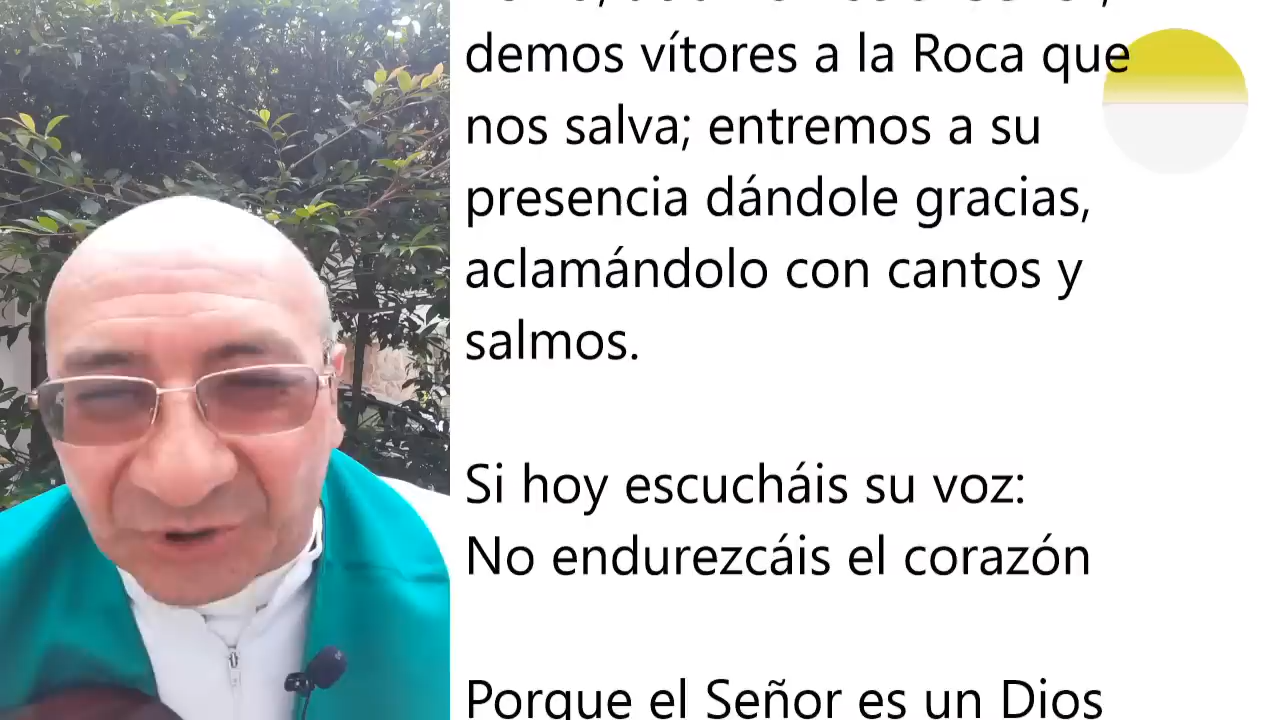 demos vítores a la Roca que
nos salva; entremos a su
presencia dándole gracias,
aclamándolo con cantos y
salmos.
Si hoy escucháis su voz:
No endurezcáis el corazón
Porque el Señor es un Dios